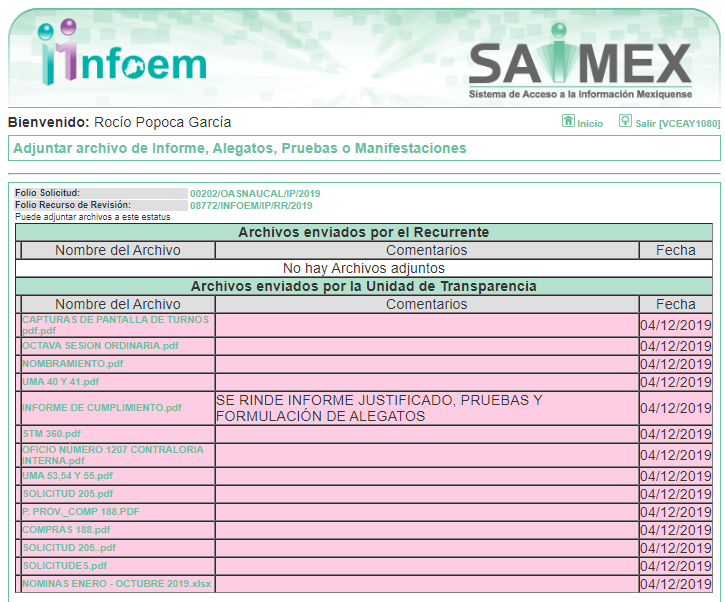 infoem
SAIMEX
Sistema de Acceso a la Información Mexiquense
Bienvenido: Rocío Popoca García
Inicio Salir [VCEAY1080]
Adjuntar archivo de Informe, Alegatos, Pruebas o Manifestaciones
Folio Solicitud: 00202/OASNAUCAL/IP/2019
Folio Recurso de Revisión: 08772/INFOEM/IP/RR/2019
Puede adjuntar archivos a este estatus
Archivos enviados por el Recurrente
Nombre del Archivo Comentarios Fecha
No hay Archivos adjuntos
Archivos enviados por la Unidad de Transparencia
Nombre del Archivo Comentarios Fecha
CAPTURAS DE PANTALLA DE TURNOS
pdf.pdf 04/12/2019
OCTAVA SESION ORDINARIA.pdf 04/12/2019
NOMBRAMIENTO.pdf 04/12/2019
UMA 40 Y 41.pdf 04/12/2019
INFORME DE CUMPLIMIENTO.pdf SE RINDE INFORME JUSTIFICADO, PRUEBAS Y
FORMULACIÓN DE ALEGATOS 04/12/2019
STM 360.pdf 04/12/2019
OFICIO NÚMERO 1207 CONTRALORIA
INTERNA.pdf 04/12/2019
UMA 53,54 Y 55.pdf 04/12/2019
SOLICITUD 205.pdf 04/12/2019
P. PROV._COMP 188.PDF 04/12/2019
COMPRAS 188.pdf 04/12/2019
SOLICITUD 205..pdf 04/12/2019
SOLICITUDES.pdf 04/12/2019
NOMINAS ENERO - OCTUBRE 2019.xlsx 04/12/2019